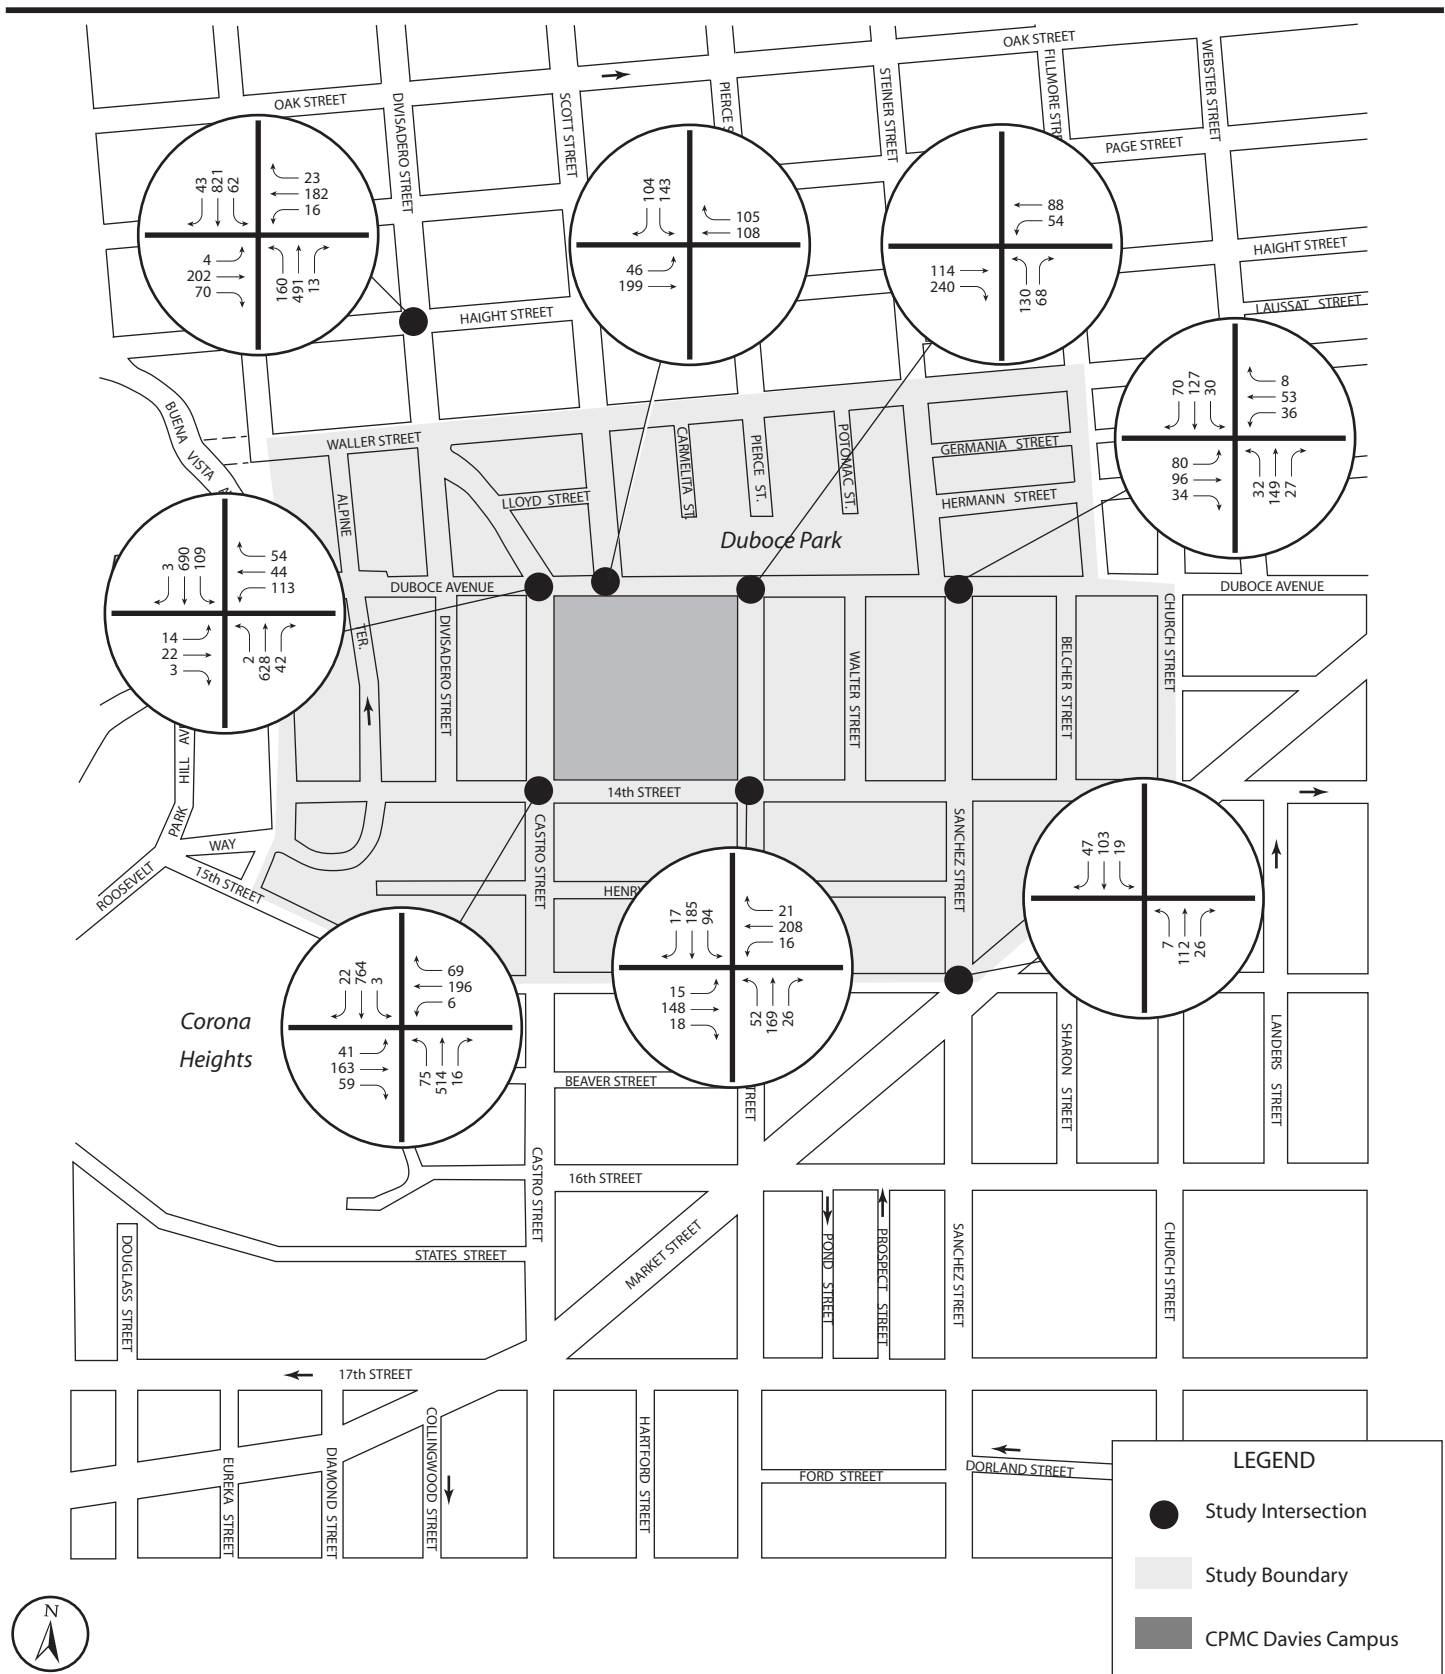 OAK STREET
OAK STREET
DIVISADERO STREET
SCOTT STREET
PIERCE S
STEINER STREET
FILLMORE STRE
WEBSTER STREET
PAGE STREET
HAIGHT STREET
HAIGHT STREET
LAUSSAT STREET
43
821
62
23
182
16
4
202
70
160
491
13
104
143
105
108
46
199
88
54
114
240
130
68
70
127
30
8
53
36
80
96
34
32
149
27
BUENA VISTA A
WALLER STREET
LLOYD STREET
CARMELITA ST
PIERCE ST.
POTOMAC ST.
GERMANIA STREET
HERMANN STREET
ALPINE
TER.
Duboce Park
DUBOCE AVENUE
DUBOCE AVENUE
3
690
109
54
44
113
14
22
3
2
628
42
DIVISADERO STREET
WALTER STREET
BELCHER STREET
CHURCH STREET
PARK HILL AVE
14th STREET
ROOSEVELT
WAY
15th STREET
CASTRO STREET
SANCHEZ STREET
HENRY
47
103
19
7
112
26
17
185
94
21
208
16
15
148
18
52
169
26
22
764
3
69
196
6
41
163
59
75
514
16
Corona
Heights
BEAVER STREET
STREET
SHARON STREET
LANDERS STREET
16th STREET
CASTRO STREET
STATES STREET
MARKET STREET
DOUGLASS STREET
POND STREET
PROSPECT STREET
SANCHEZ STREET
CHURCH STREET
17th STREET
COLLINGWOOD STREET
EUREKA STREET
DIAMOND STREET
HARTFORD STREET
FORD STREET
DORLAND STREET
LEGEND
Study Intersection
Study Boundary
CPMC Davies Campus
N